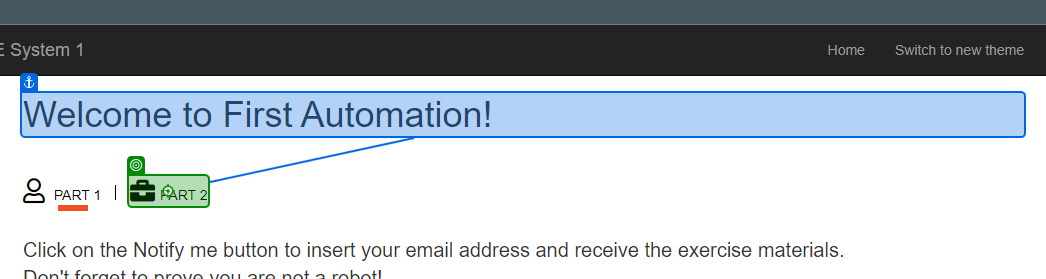 E System 1 Home Switch to new theme
Welcome to First Automation!
PART 1 | PART 2
Click on the Notify me button to insert your email address and receive the exercise materials.
Don't forget to prove you are not a robot!